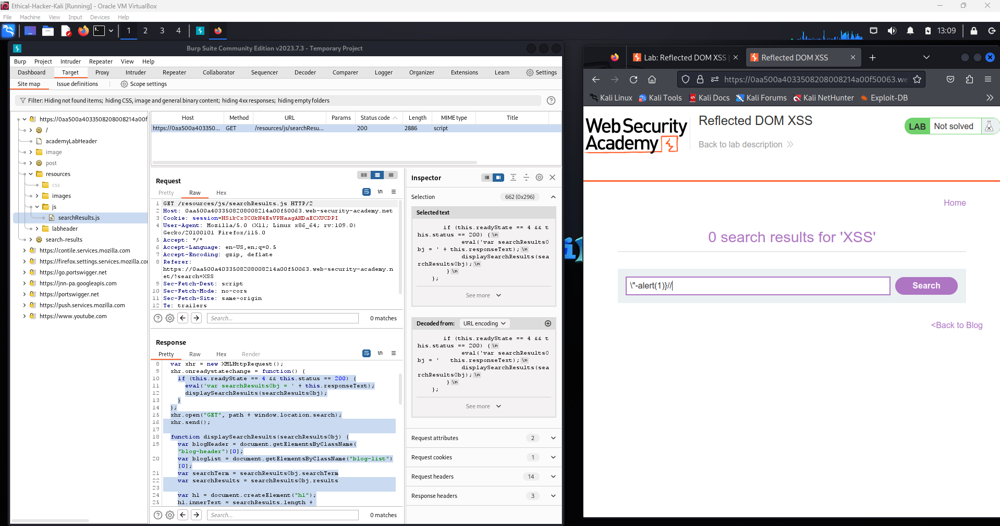 Ethical-Hacker-Kali [Running] - Oracle VM VirtualBox
File Machine View Input Devices Help
1 2 3 4
13:09
Burp Suite Community Edition v2023.7.3 - Temporary Project
Burp Project Intruder Repeater View Help
Dashboard Target Proxy Intruder Repeater Collaborator Sequencer Decoder Comparer Logger Organizer Extensions Learn Settings
Site map Issue definitions Scope settings
Filter: Hiding not found items; hiding CSS, image and general binary content; hiding 4xx responses; hiding empty folders
https://0aa500a4033508208008214a00f
/
academyLabHeader
image
post
resources
css
images
js
searchResults.js
labheader
search-results
https://contile.services.mozilla.com
https://firefox.settings.services.mozilla.co
https://go.portswigger.net
https://jnn-pa.googleapis.com
https://portswigger.net
https://push.services.mozilla.com
https://www.youtube.com
Host Method URL Params Status code Length MIME type Title
https://0aa500a403350... GET /resources/js/searchResu... 200 2886 script
Request
Pretty Raw Hex
\n
1 GET /resources/js/searchResults.js HTTP/2
2 Host: 0aa500a4033508208008214a00f50063.web-security-academy.net
3 Cookie: session=HSikCx3COkN4EsVPNaagAHDaECXUCDPI
4 User-Agent: Mozilla/5.0 (X11; Linux x86_64; rv:109.0)
Gecko/20100101 Firefox/115.0
5 Accept: */*
6 Accept-Language: en-US,en;q=0.5
7 Accept-Encoding: gzip, deflate
8 Referer:
https://0aa500a4033508208008214a00f50063.web-security-academy.n
et/?search=XSS
9 Sec-Fetch-Dest: script
10 Sec-Fetch-Mode: no-cors
11 Sec-Fetch-Site: same-origin
12 Te: trailers
Search... 0 matches
Response
Pretty Raw Hex Render
\n
8 var xhr = new XMLHttpRequest();
9 xhr.onreadystatechange = function() {
10 if (this.readyState == 4 && this.status == 200) {
11 eval('var searchResultsObj = ' + this.responseText);
12 displaySearchResults(searchResultsObj);
13 }
14 };
15 xhr.open("GET", path + window.location.search);
16 xhr.send();
17
18 function displaySearchResults(searchResultsObj) {
19 var blogHeader = document.getElementsByClassName(
"blog-header")[0];
20 var blogList = document.getElementsByClassName("blog-list")
[0];
21 var searchTerm = searchResultsObj.searchTerm
22 var searchResults = searchResultsObj.results
23
24 var h1 = document.createElement("h1");
25 h1.innerText = searchResults.length +
Search... 0 matches
Inspector
Selection 662 (0x296)
Selected text
if (this.readyState == 4 && t
his.status == 200) {\n
eval('var searchResultsO
bj = ' + this.responseText);\n
displaySearchResults(sea
rchResultsObj);\n
}\n
};
See more
Decoded from: URL encoding
if (this.readyState == 4 && t
his.status == 200) {\n
eval('var searchResultsO
bj = '   this.responseText);\n
displaySearchResults(sea
rchResultsObj);\n
}\n
};
See more
Request attributes 2
Request cookies 1
Request headers 14
Response headers 3
Lab: Reflected DOM XSS
Reflected DOM XSS
https://0aa500a4033508208008214a00f50063.we
Kali Linux Kali Tools Kali Docs Kali Forums Kali NetHunter Exploit-DB
WebSecurity
Academy
Reflected DOM XSS
Back to lab description
LAB Not solved
Home
0 search results for 'XSS'
\"-alert(1)}//
Search
<Back to Blog